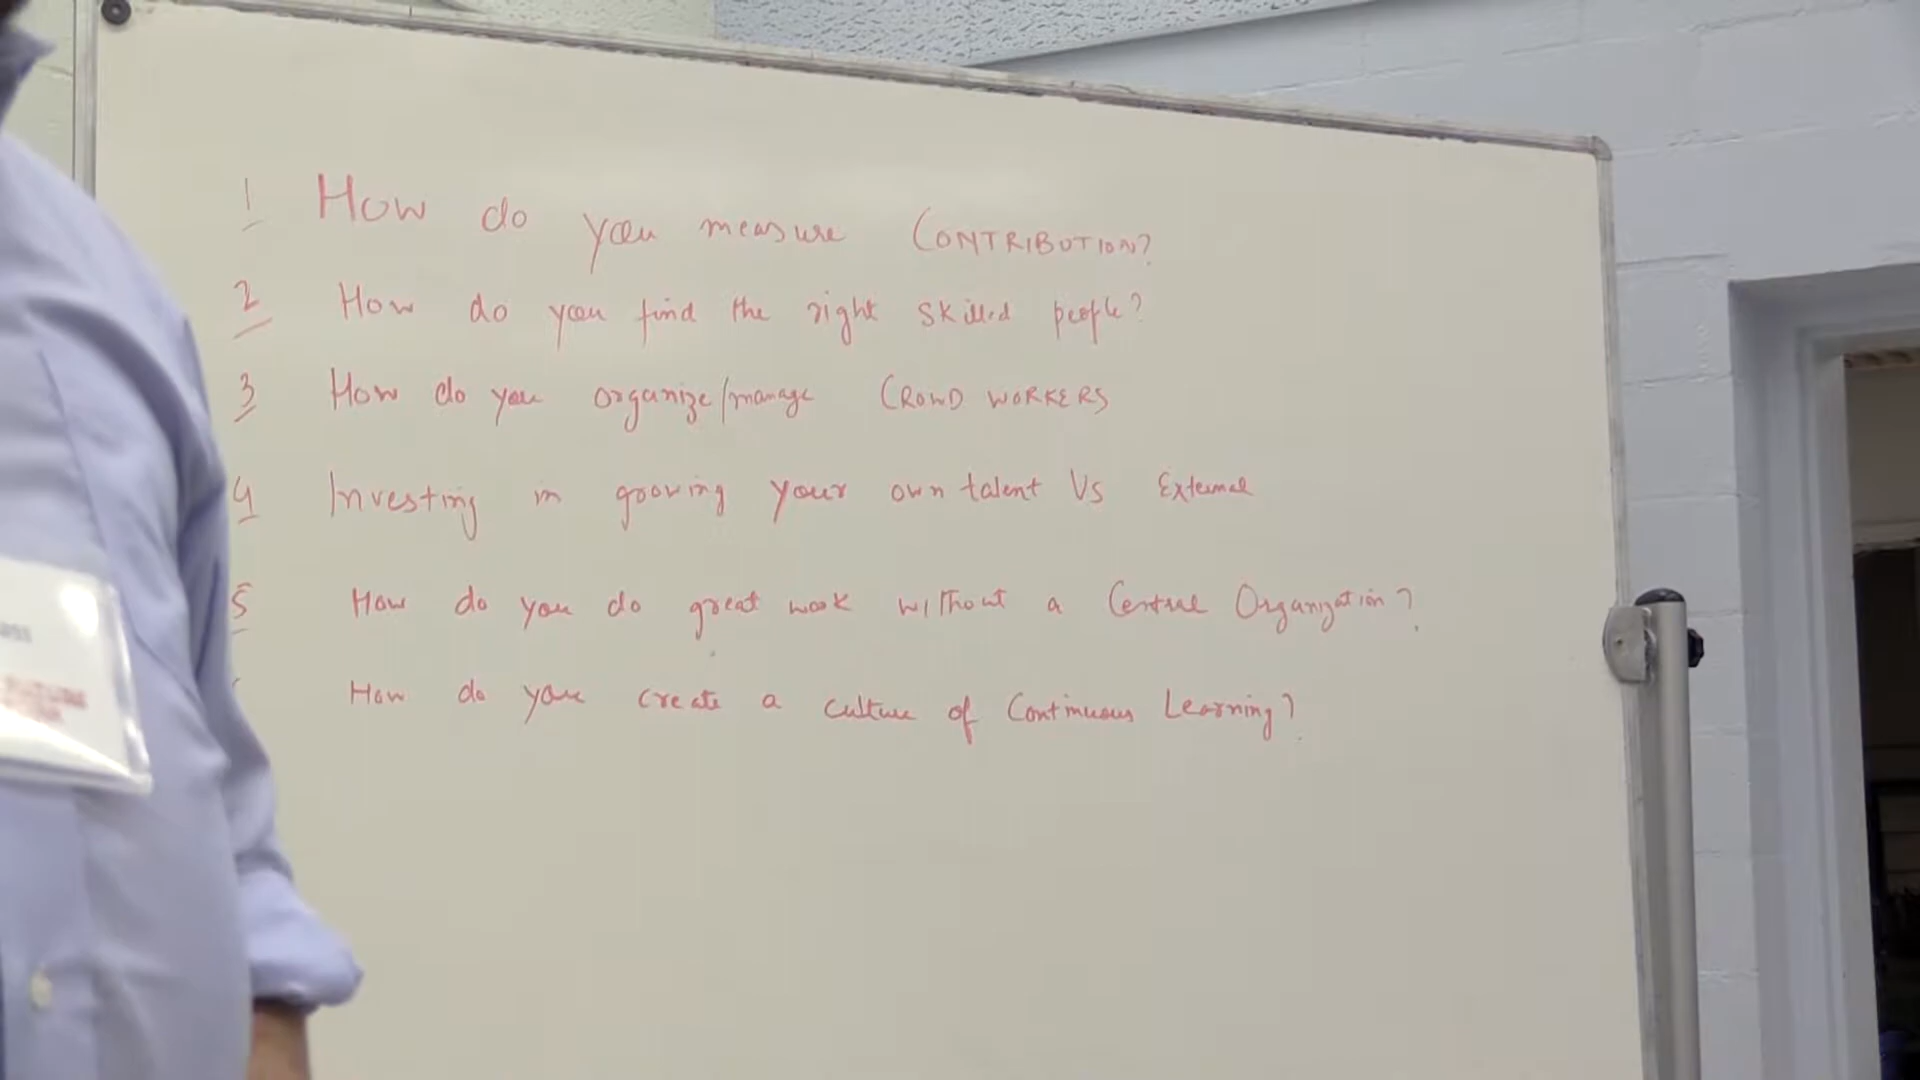 1 How do you measure CONTRIBUTION?
2 How do you find the right skilled people?
3 How do you organize/manage CROWD WORKERS
4 Investing in growing your own talent Vs External
5 How do you do great work without a Central Organization?
How do you create a culture of Continuous Learning?